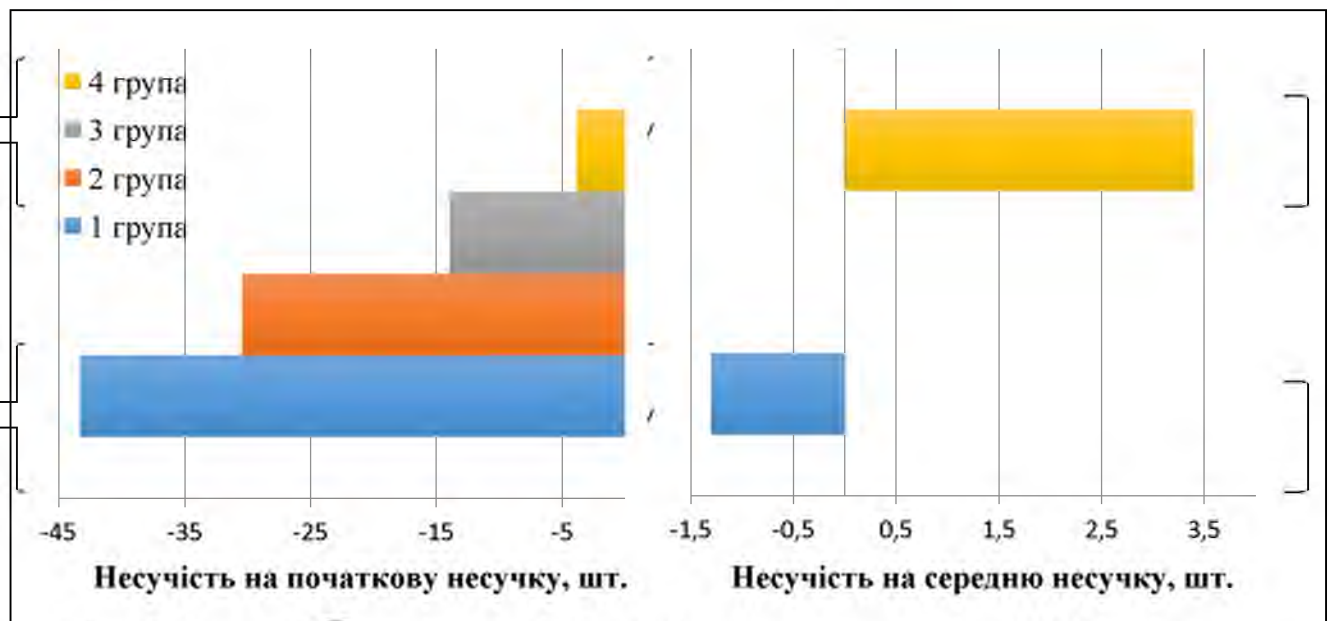 4 група
3 група
2 група
1 група
-45 -35 -25 -15 -5
-1,5 -0,5 0,5 1,5 2,5 3,5
Несучість на початкову несучку, шт.
Несучість на середню несучку, шт.